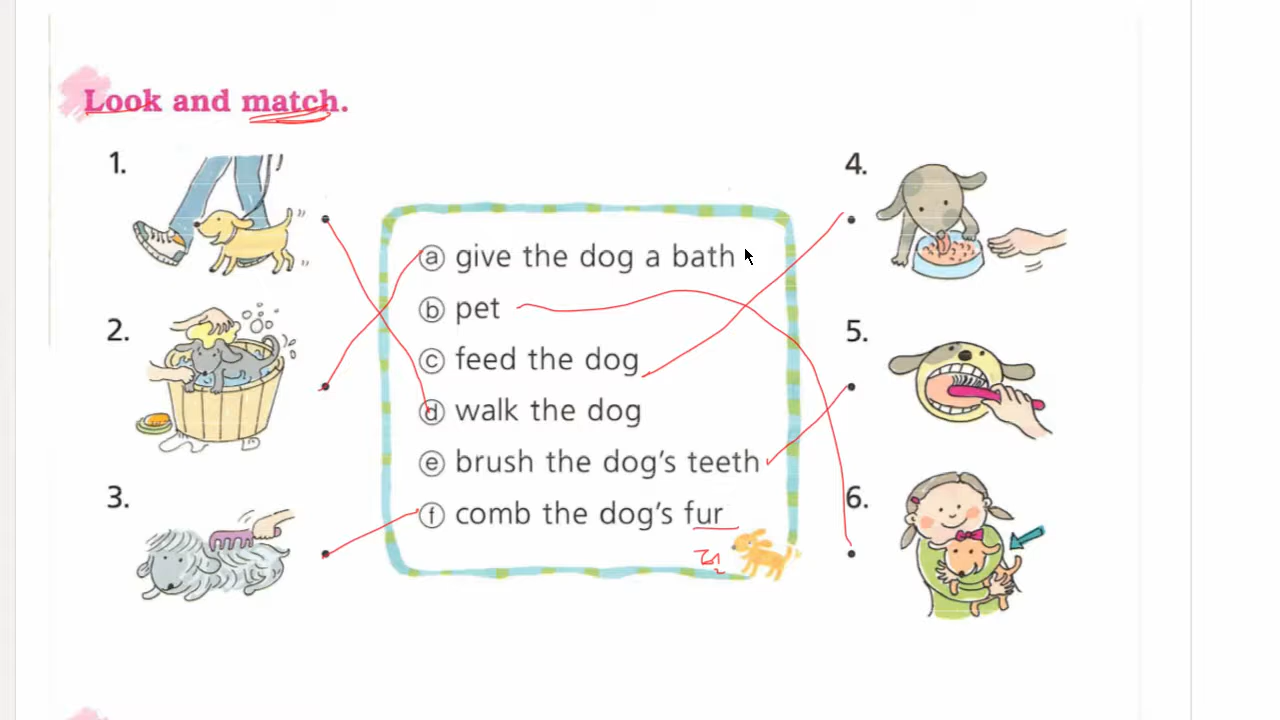 Look and match.
1.
2.
3.
ⓐ give the dog a bath
ⓑ pet
ⓒ feed the dog
ⓓ walk the dog
ⓔ brush the dog's teeth
ⓕ comb the dog's fur
털
4.
5.
6.